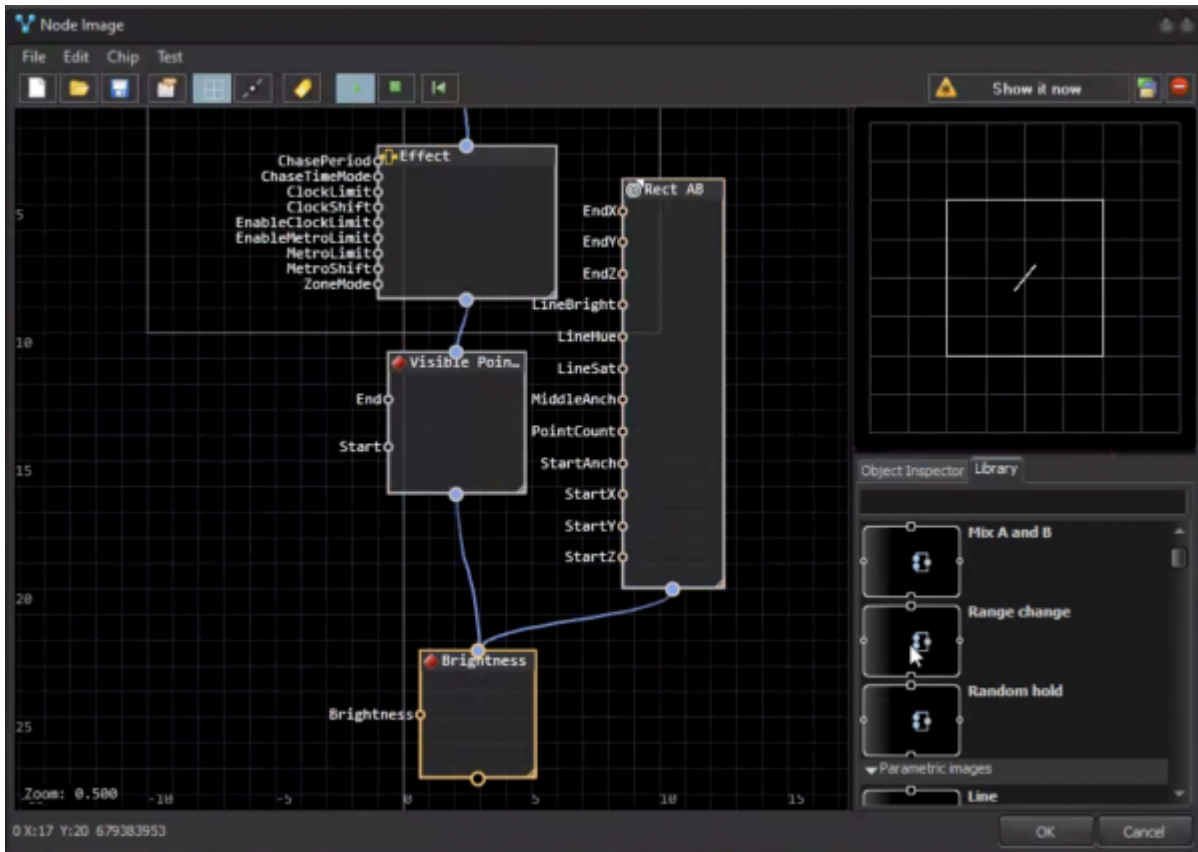 Node Image
File Edit Chip Test
Show it now
Effect
ChasePeriod
ChaseTimeMode
ClockLimit
ClockShift
EnableClockLimit
EnableMetroLimit
MetroLimit
MetroShift
ZoneMode
Rect AB
EndX
EndY
EndZ
LineBright
LineHue
LineSat
MiddleAnch
PointCount
StartAnch
StartX
StartY
StartZ
Visible Poin…
End
Start
Brightness
Brightness
5
10
15
20
25
Zoom: 0.500
-10 -5 0 5 10 15
Object Inspector Library
Mix A and B
Range change
Random hold
Parametric images
Line
0 X:17 Y:20 679383953
OK Cancel